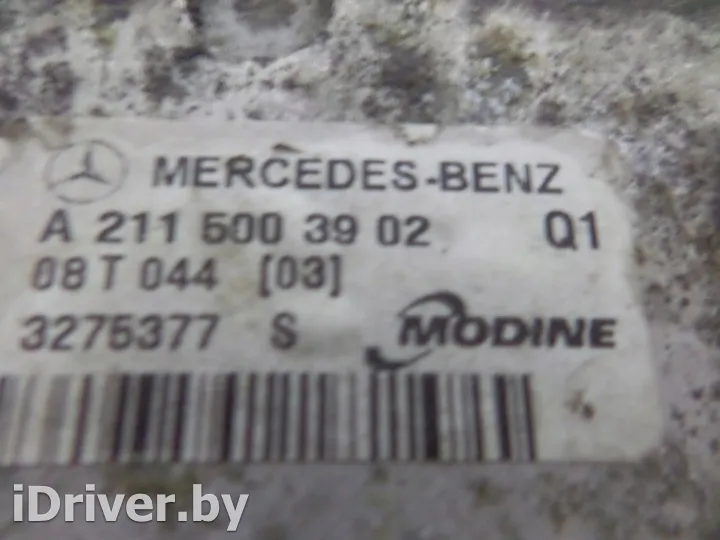 MERCEDES-BENZ
A 211 500 39 02 Q1
08 T 044 [03]
3275377 S MODINE
iDriver.by